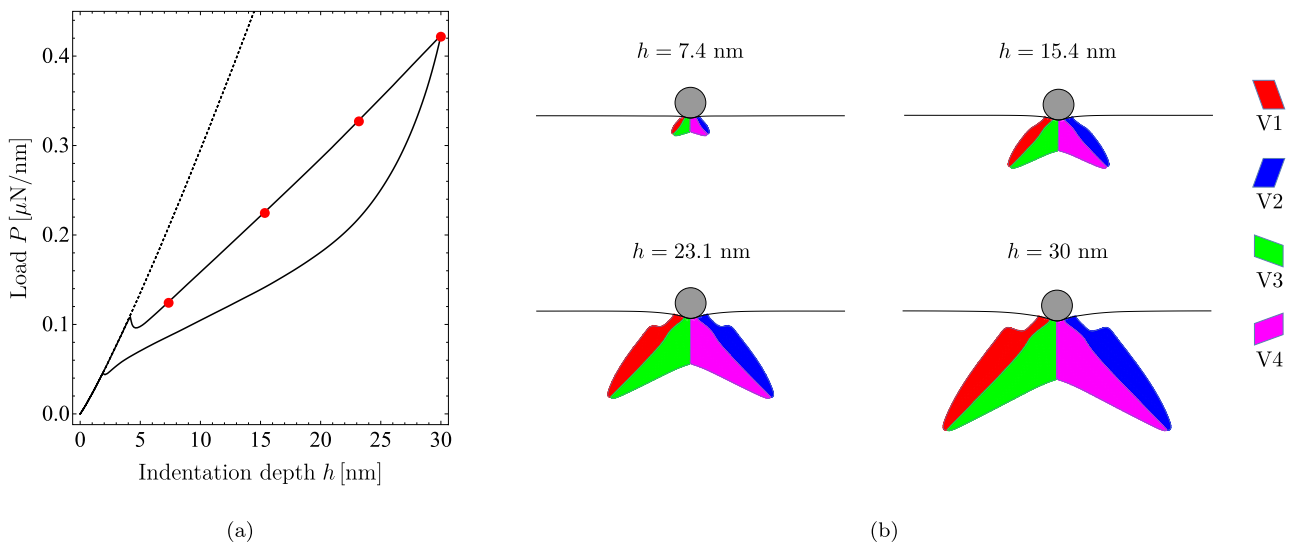 0.4
0.3
0.2
0.1
0.0
Load P [μN/nm]
0 5 10 15 20 25 30
Indentation depth h [nm]
(a)
h = 7.4 nm
h = 15.4 nm
h = 23.1 nm
h = 30 nm
V1
V2
V3
V4
(b)